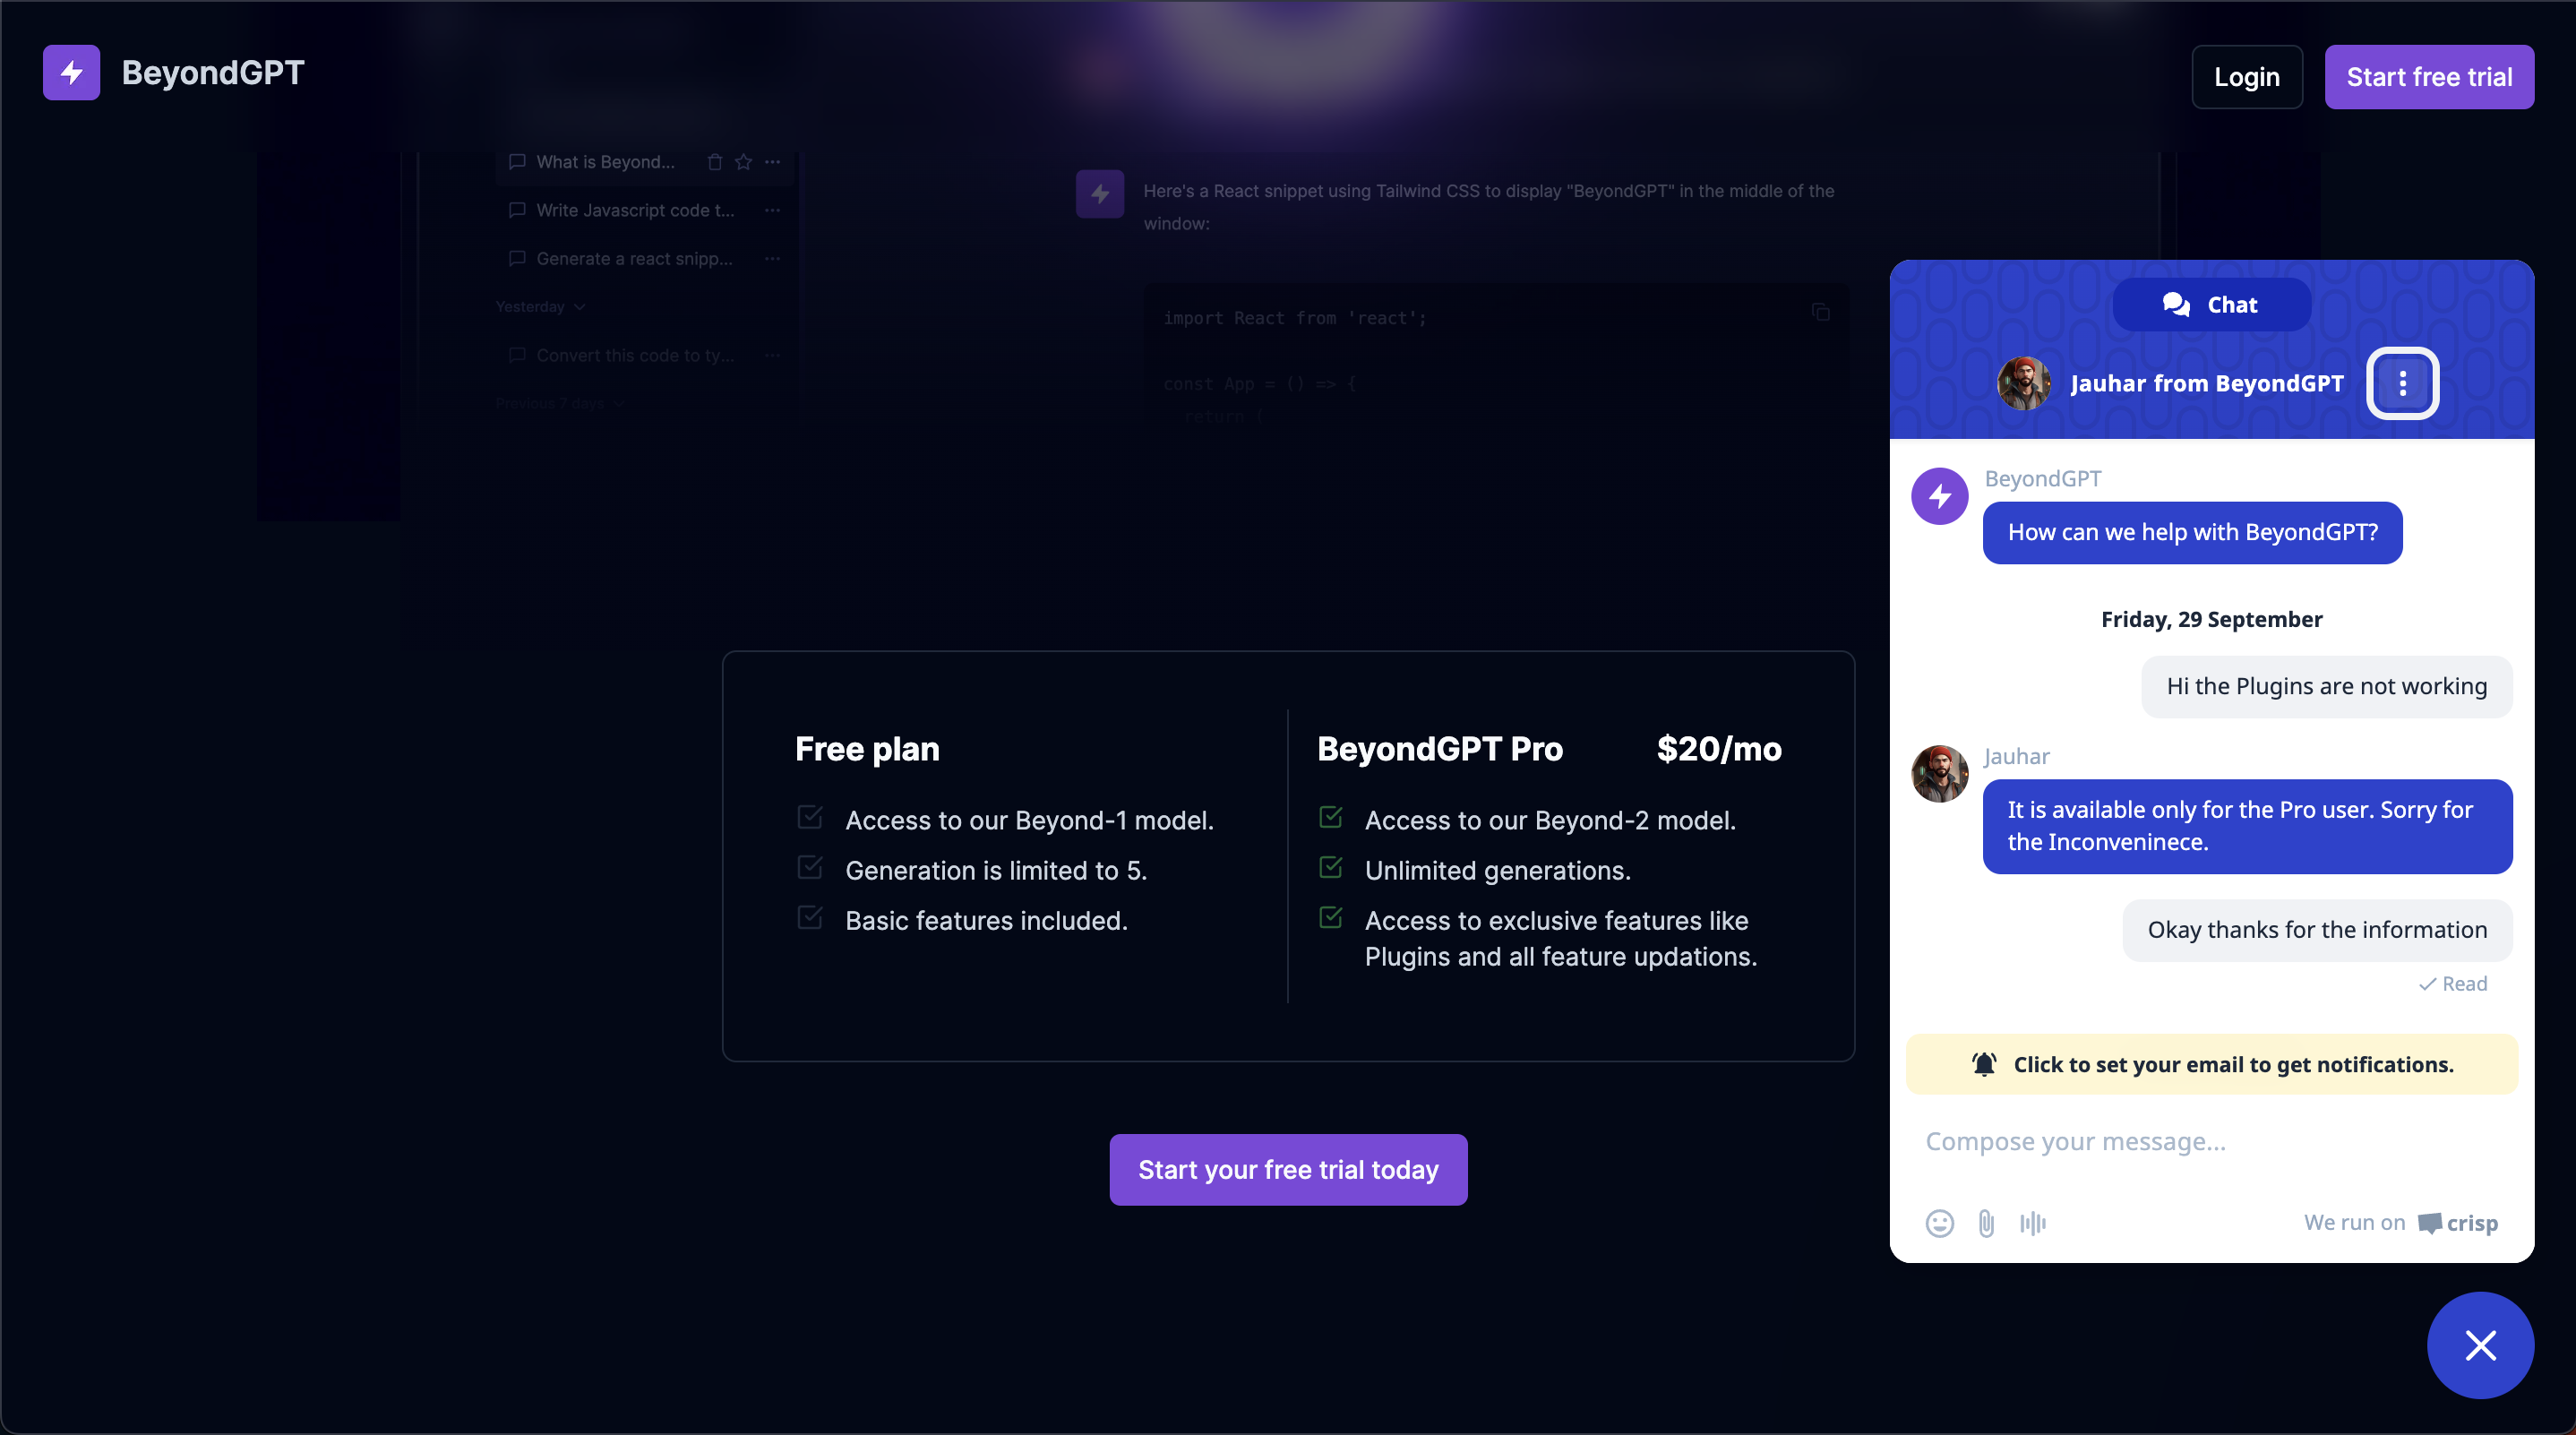 BeyondGPT
Login
Start free trial
What is Beyond...
Write Javascript code t...
Generate a react snipp...
Yesterday
Convert this code to ty...
Previous 7 days
Here's a React snippet using Tailwind CSS to display "BeyondGPT" in the middle of the
window:
import React from 'react';
const App = () => {
return (
Free plan
Access to our Beyond-1 model.
Generation is limited to 5.
Basic features included.
BeyondGPT Pro $20/mo
Access to our Beyond-2 model.
Unlimited generations.
Access to exclusive features like
Plugins and all feature updations.
Start your free trial today
Chat
Jauhar from BeyondGPT
BeyondGPT
How can we help with BeyondGPT?
Friday, 29 September
Hi the Plugins are not working
Jauhar
It is available only for the Pro user. Sorry for
the Inconveninece.
Okay thanks for the information
Read
Click to set your email to get notifications.
Compose your message...
We run on crisp